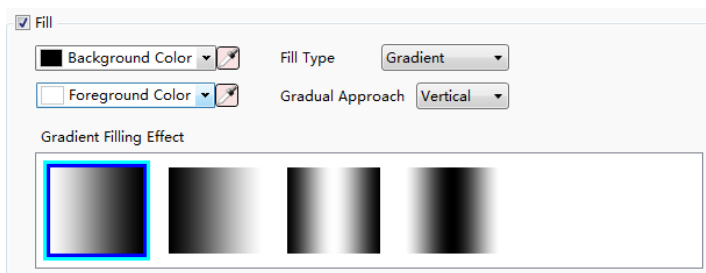 Fill
Background Color Fill Type Gradient
Foreground Color Gradual Approach Vertical
Gradient Filling Effect